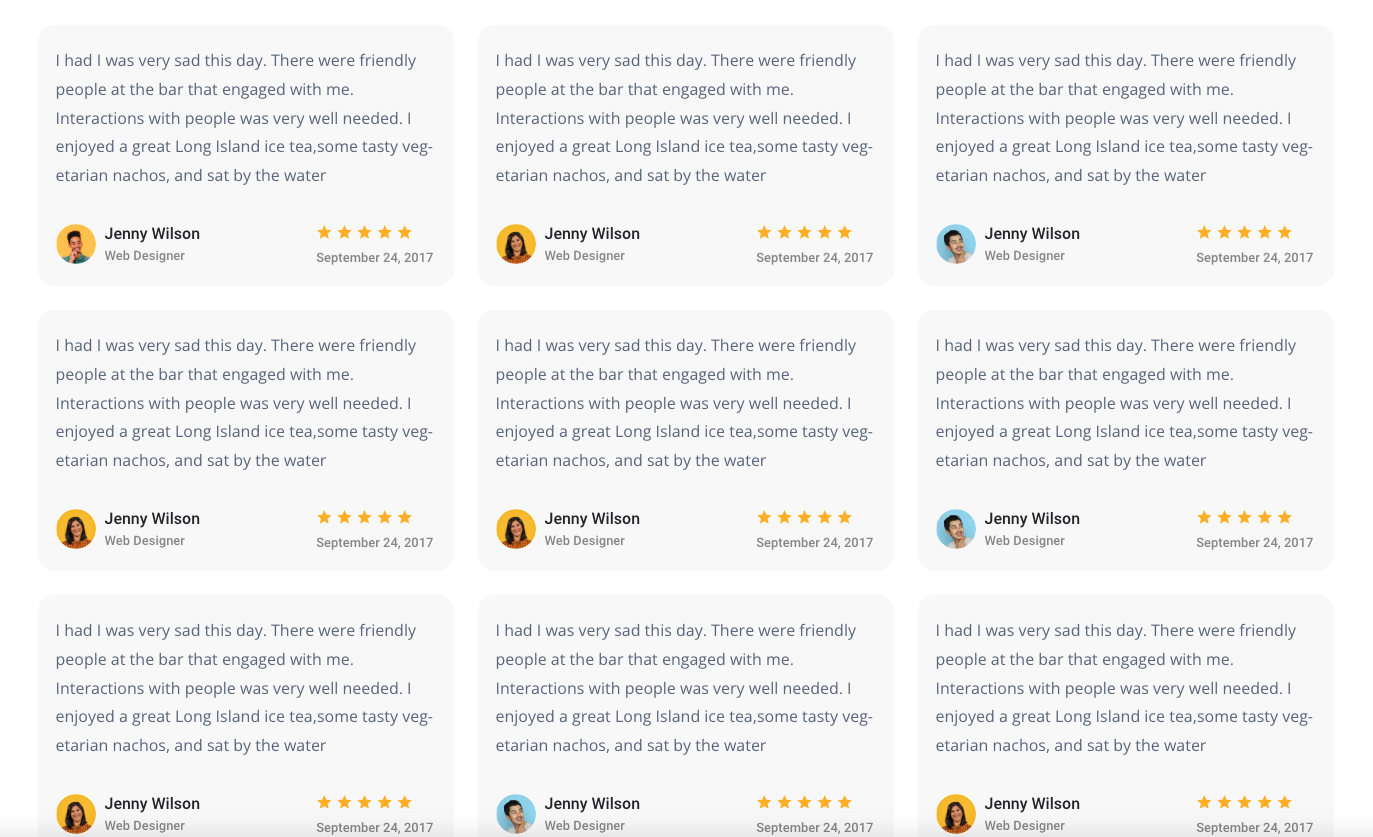 I had I was very sad this day. There were friendly
people at the bar that engaged with me.
Interactions with people was very well needed. I
enjoyed a great Long Island ice tea,some tasty veg-
etarian nachos, and sat by the water
Jenny Wilson
Web Designer
September 24, 2017
I had I was very sad this day. There were friendly
people at the bar that engaged with me.
Interactions with people was very well needed. I
enjoyed a great Long Island ice tea,some tasty veg-
etarian nachos, and sat by the water
Jenny Wilson
Web Designer
September 24, 2017
I had I was very sad this day. There were friendly
people at the bar that engaged with me.
Interactions with people was very well needed. I
enjoyed a great Long Island ice tea,some tasty veg-
etarian nachos, and sat by the water
Jenny Wilson
Web Designer
September 24, 2017
I had I was very sad this day. There were friendly
people at the bar that engaged with me.
Interactions with people was very well needed. I
enjoyed a great Long Island ice tea,some tasty veg-
etarian nachos, and sat by the water
Jenny Wilson
Web Designer
September 24, 2017
I had I was very sad this day. There were friendly
people at the bar that engaged with me.
Interactions with people was very well needed. I
enjoyed a great Long Island ice tea,some tasty veg-
etarian nachos, and sat by the water
Jenny Wilson
Web Designer
September 24, 2017
I had I was very sad this day. There were friendly
people at the bar that engaged with me.
Interactions with people was very well needed. I
enjoyed a great Long Island ice tea,some tasty veg-
etarian nachos, and sat by the water
Jenny Wilson
Web Designer
September 24, 2017
I had I was very sad this day. There were friendly
people at the bar that engaged with me.
Interactions with people was very well needed. I
enjoyed a great Long Island ice tea,some tasty veg-
etarian nachos, and sat by the water
Jenny Wilson
Web Designer
September 24, 2017
I had I was very sad this day. There were friendly
people at the bar that engaged with me.
Interactions with people was very well needed. I
enjoyed a great Long Island ice tea,some tasty veg-
etarian nachos, and sat by the water
Jenny Wilson
Web Designer
September 24, 2017
I had I was very sad this day. There were friendly
people at the bar that engaged with me.
Interactions with people was very well needed. I
enjoyed a great Long Island ice tea,some tasty veg-
etarian nachos, and sat by the water
Jenny Wilson
Web Designer
September 24, 2017